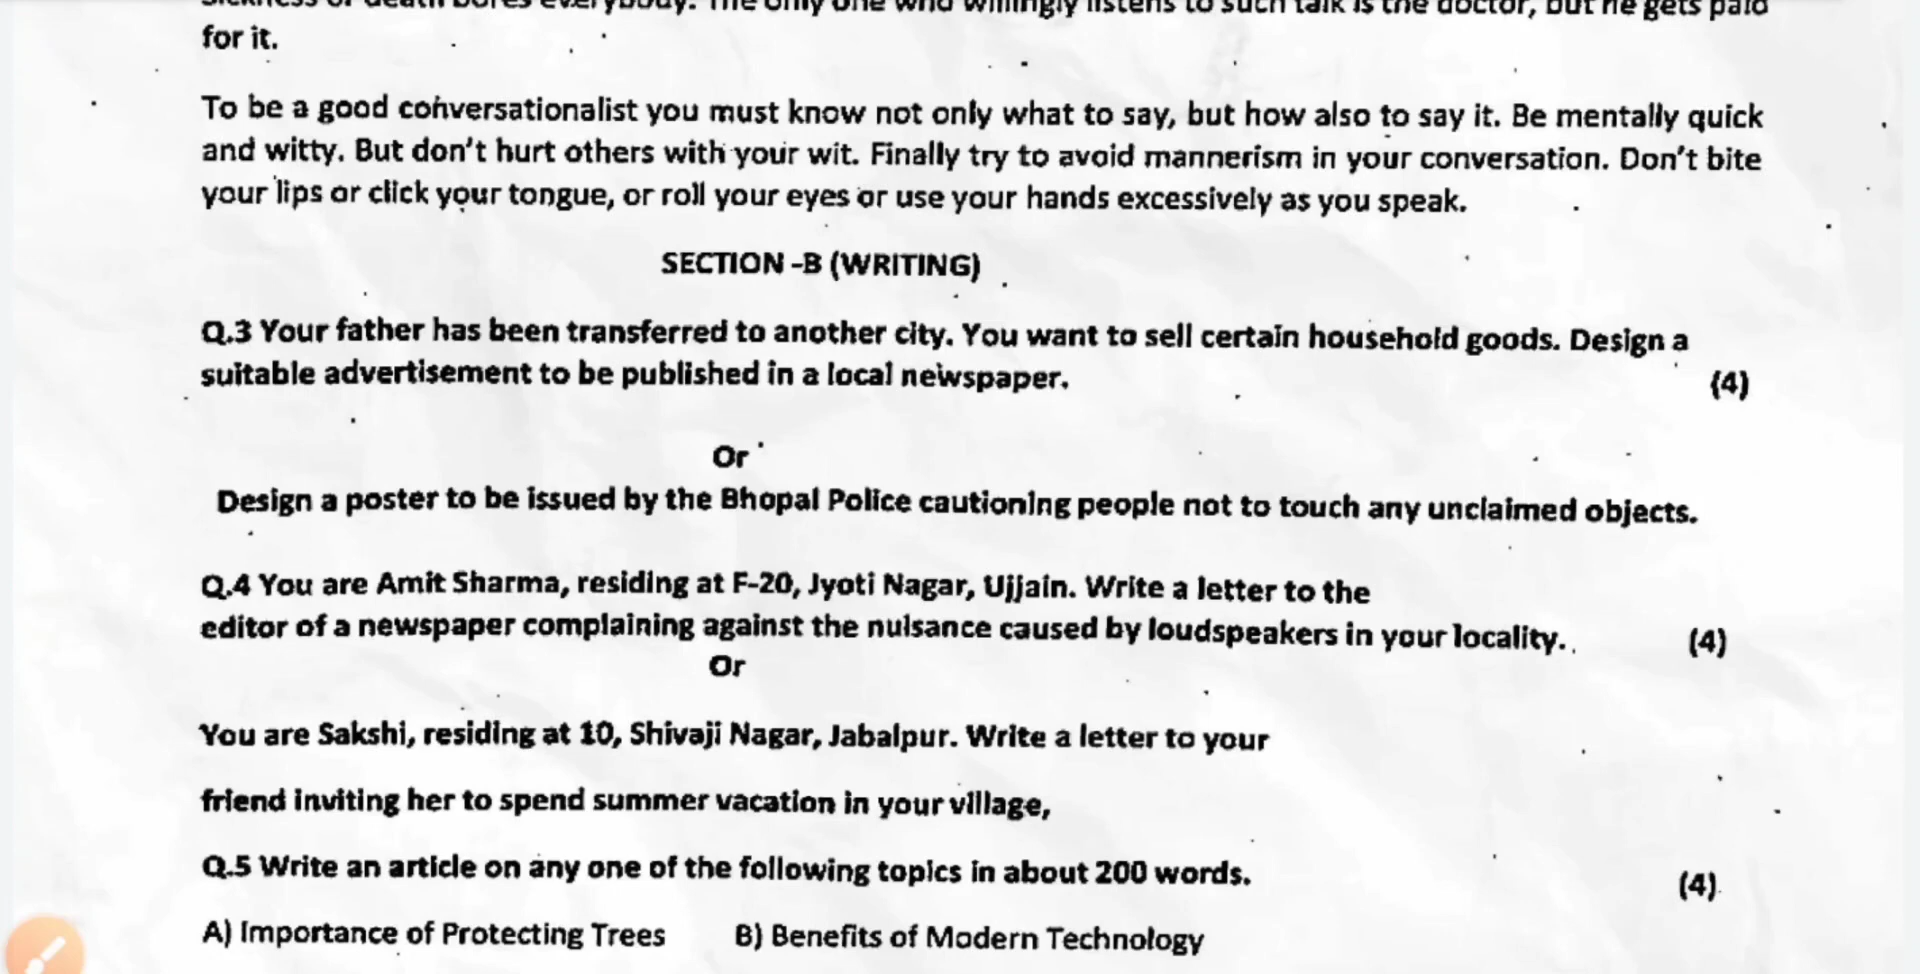 sickness or death bores everybody. The only one who willingly listens to such talk is the doctor, but he gets paid
for it.
To be a good conversationalist you must know not only what to say, but how also to say it. Be mentally quick
and witty. But don't hurt others with your wit. Finally try to avoid mannerism in your conversation. Don't bite
your lips or click your tongue, or roll your eyes or use your hands excessively as you speak.
SECTION -B (WRITING)
Q.3 Your father has been transferred to another city. You want to sell certain household goods. Design a
suitable advertisement to be published in a local newspaper. (4)
Or
Design a poster to be issued by the Bhopal Police cautioning people not to touch any unclaimed objects.
Q.4 You are Amit Sharma, residing at F-20, Jyoti Nagar, Ujjain. Write a letter to the
editor of a newspaper complaining against the nuisance caused by loudspeakers in your locality.. (4)
Or
You are Sakshi, residing at 10, Shivaji Nagar, Jabalpur. Write a letter to your
friend inviting her to spend summer vacation in your village,
Q.5 Write an article on any one of the following topics in about 200 words. (4)
A) Importance of Protecting Trees B) Benefits of Modern Technology